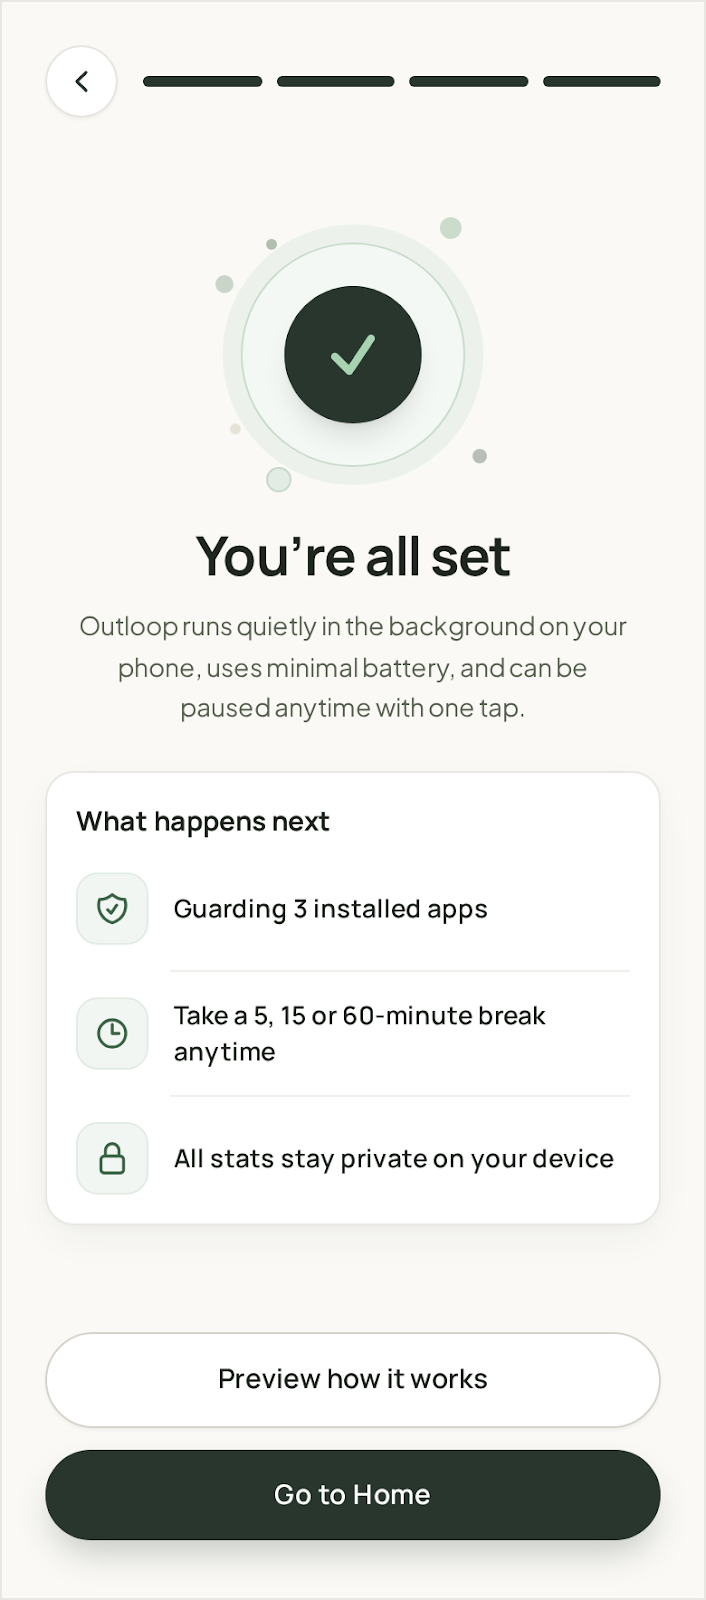 You’re all set
Outloop runs quietly in the background on your
phone, uses minimal battery, and can be
paused anytime with one tap.
What happens next
Guarding 3 installed apps
Take a 5, 15 or 60-minute break
anytime
All stats stay private on your device
Preview how it works
Go to Home